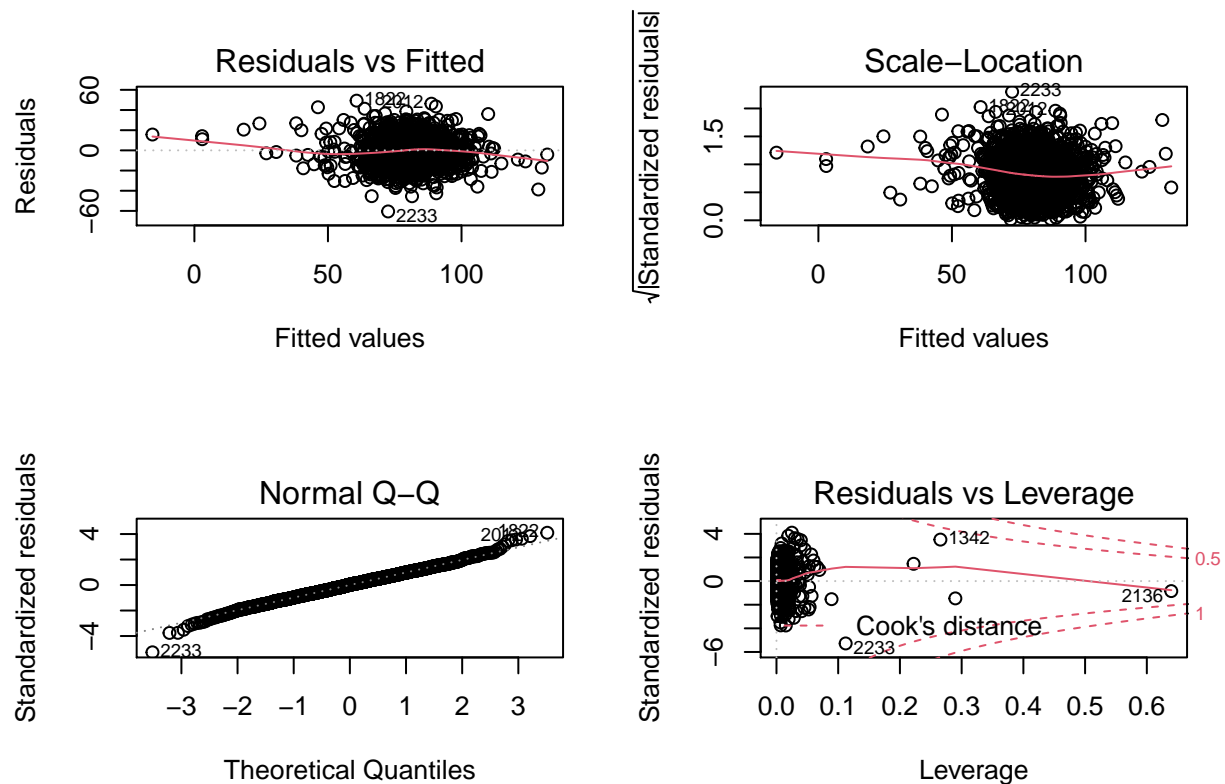 Residuals vs Fitted
Residuals
60
0
−60
1822
2012
2233
0 50 100
Fitted values
Scale−Location
√|Standardized residuals|
1.5
0.0
2233
1822
2012
0 50 100
Fitted values
Normal Q−Q
Standardized residuals
4
0
−4
2012
1822
2233
−3 −2 −1 0 1 2 3
Theoretical Quantiles
Residuals vs Leverage
Standardized residuals
4
0
−6
1342
0.5
2136
1
Cook's distance
2233
0.0 0.1 0.2 0.3 0.4 0.5 0.6
Leverage